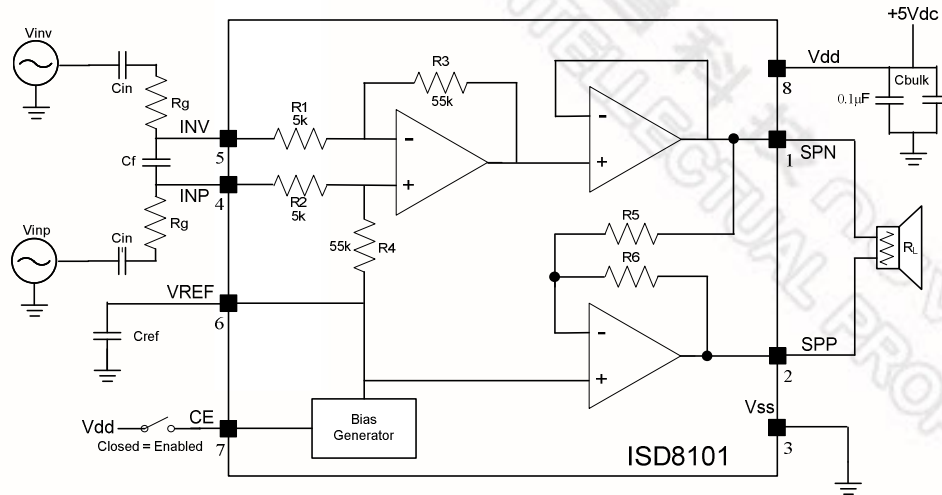 +5Vdc
Vinv
Cin
Rg
R3
55k
Vdd
8
Cbulk
0.1µF
INV
5
R1
5k
-
+
-
+
1
SPN
Cf
INP
4
R2
5k
Rg
Vinp
Cin
55k
R4
R5
R6
RL
VREF
6
Cref
-
+
SPP
2
Vdd
CE
7
Closed = Enabled
Bias
Generator
Vss
3
ISD8101